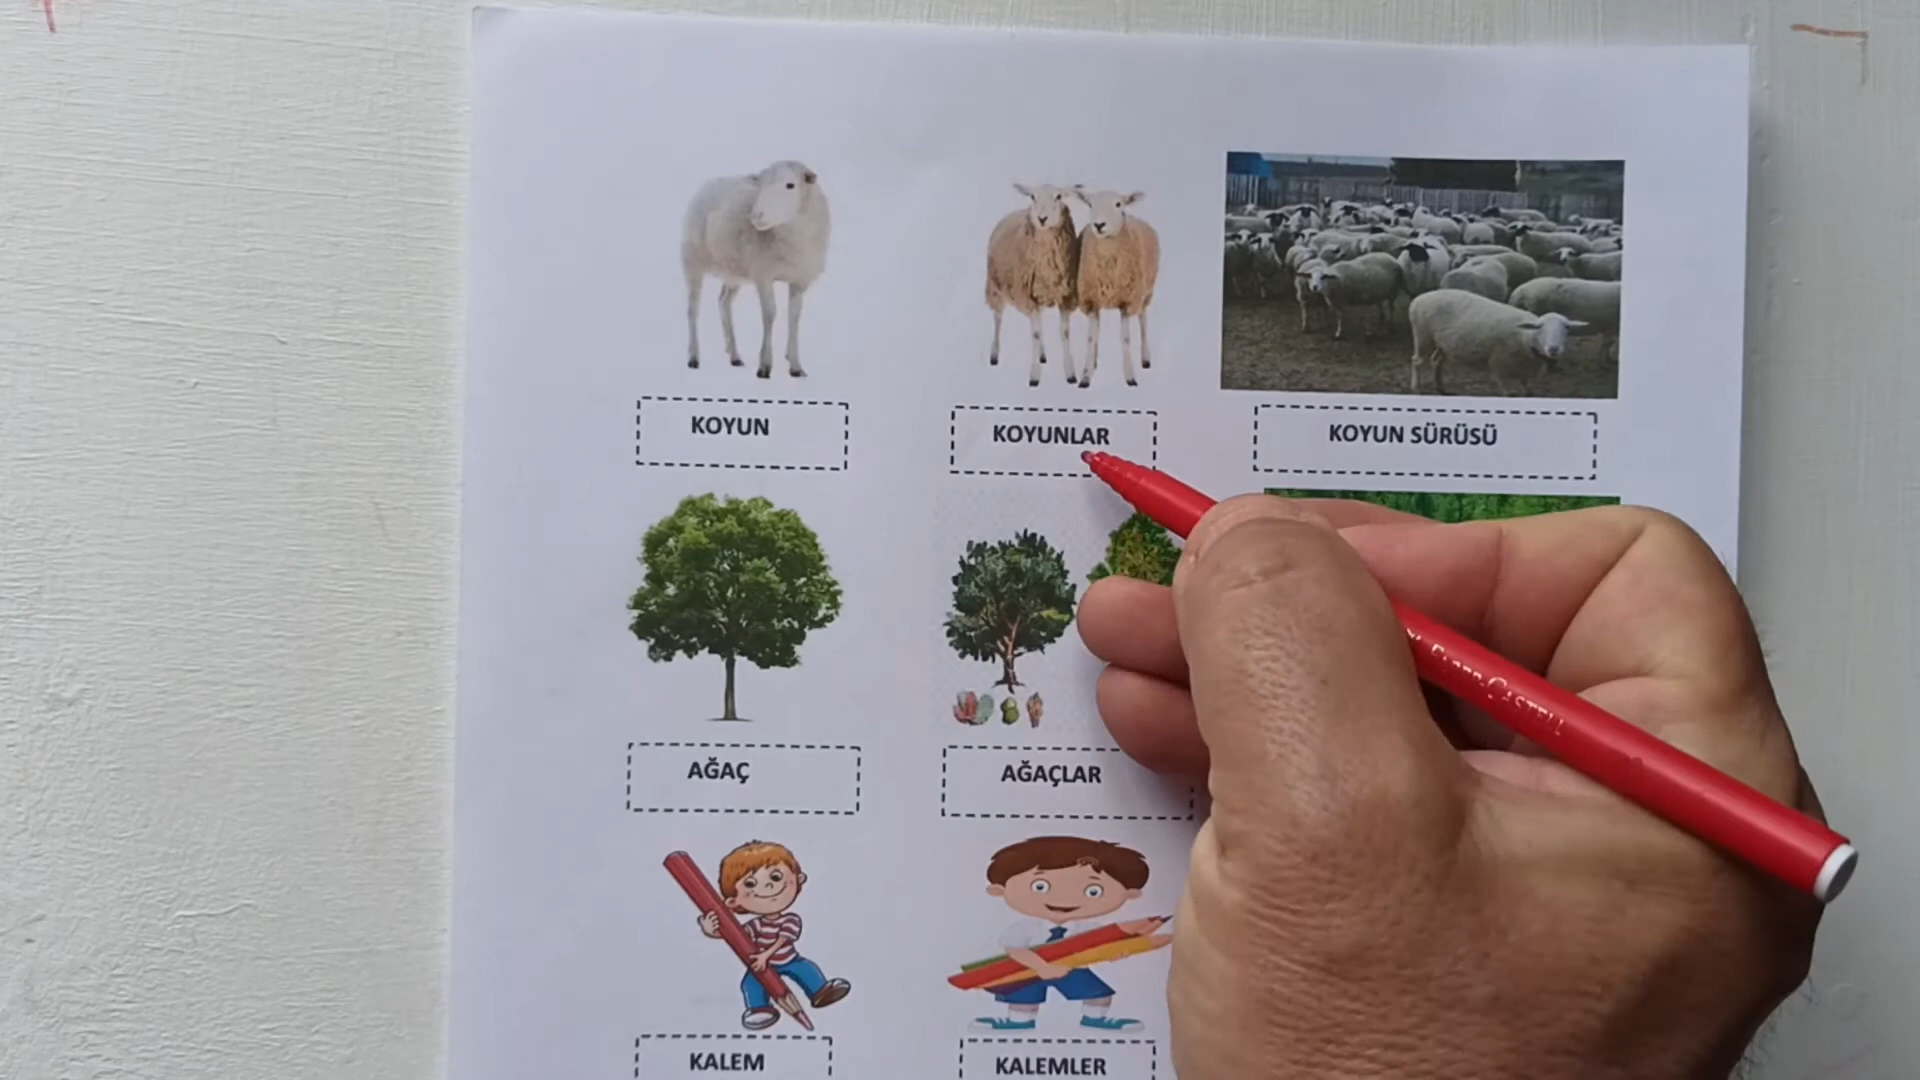 KOYUN
KOYUNLAR
KOYUN SÜRÜSÜ
AĞAÇ
AĞAÇLAR
KALEM
KALEMLER